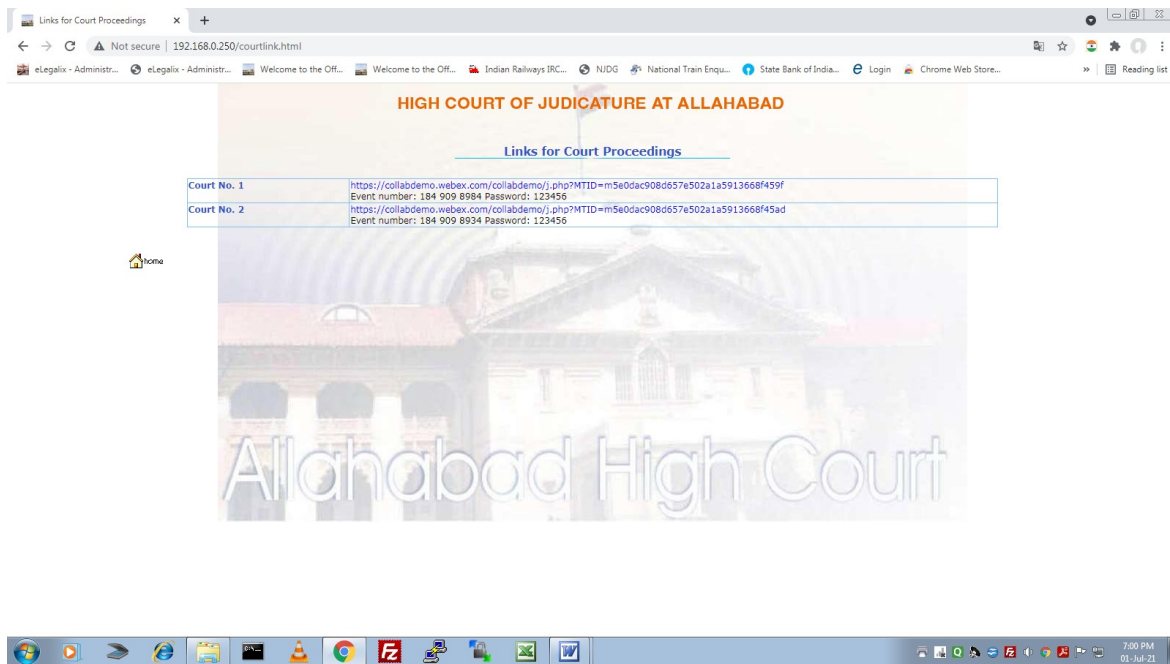 Links for Court Proceedings
Not secure | 192.168.0.250/courtlink.html
eLegalix - Administr... eLegalix - Administr... Welcome to the Off... Welcome to the Off... Indian Railways IRC... NJDG National Train Enqu... State Bank of India... Login Chrome Web Store... » Reading list
HIGH COURT OF JUDICATURE AT ALLAHABAD
Links for Court Proceedings
Court No. 1 https://collabdemo.webex.com/collabdemo/j.php?MTID=m5e0dac908d657e502a1a5913668f459f
Event number: 184 909 8984 Password: 123456
Court No. 2 https://collabdemo.webex.com/collabdemo/j.php?MTID=m5e0dac908d657e502a1a5913668f45ad
Event number: 184 909 8934 Password: 123456
home
Allahabad High Court
7:00 PM
01-Jul-21